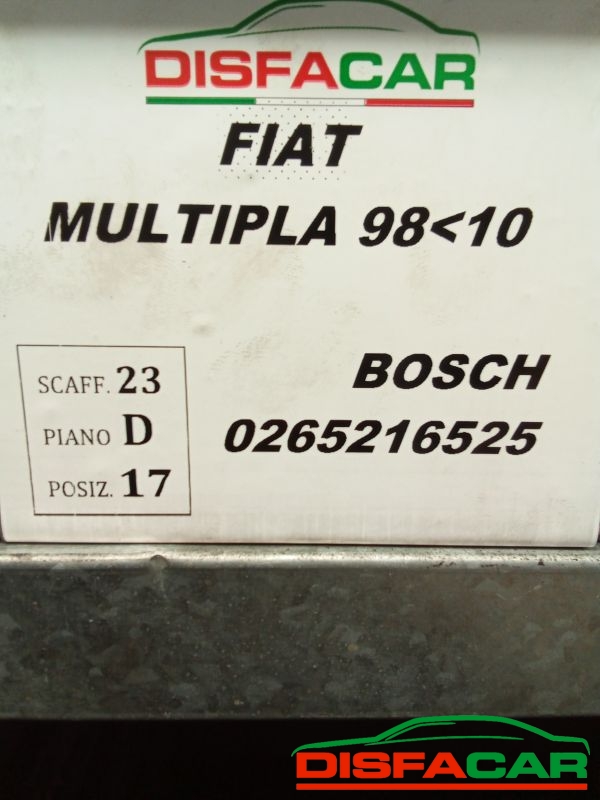 DISFACAR
FIAT
MULTIPLA 98<10
BOSCH
0265216525
SCAFF. 23
PIANO D
POSIZ. 17
DISFACAR